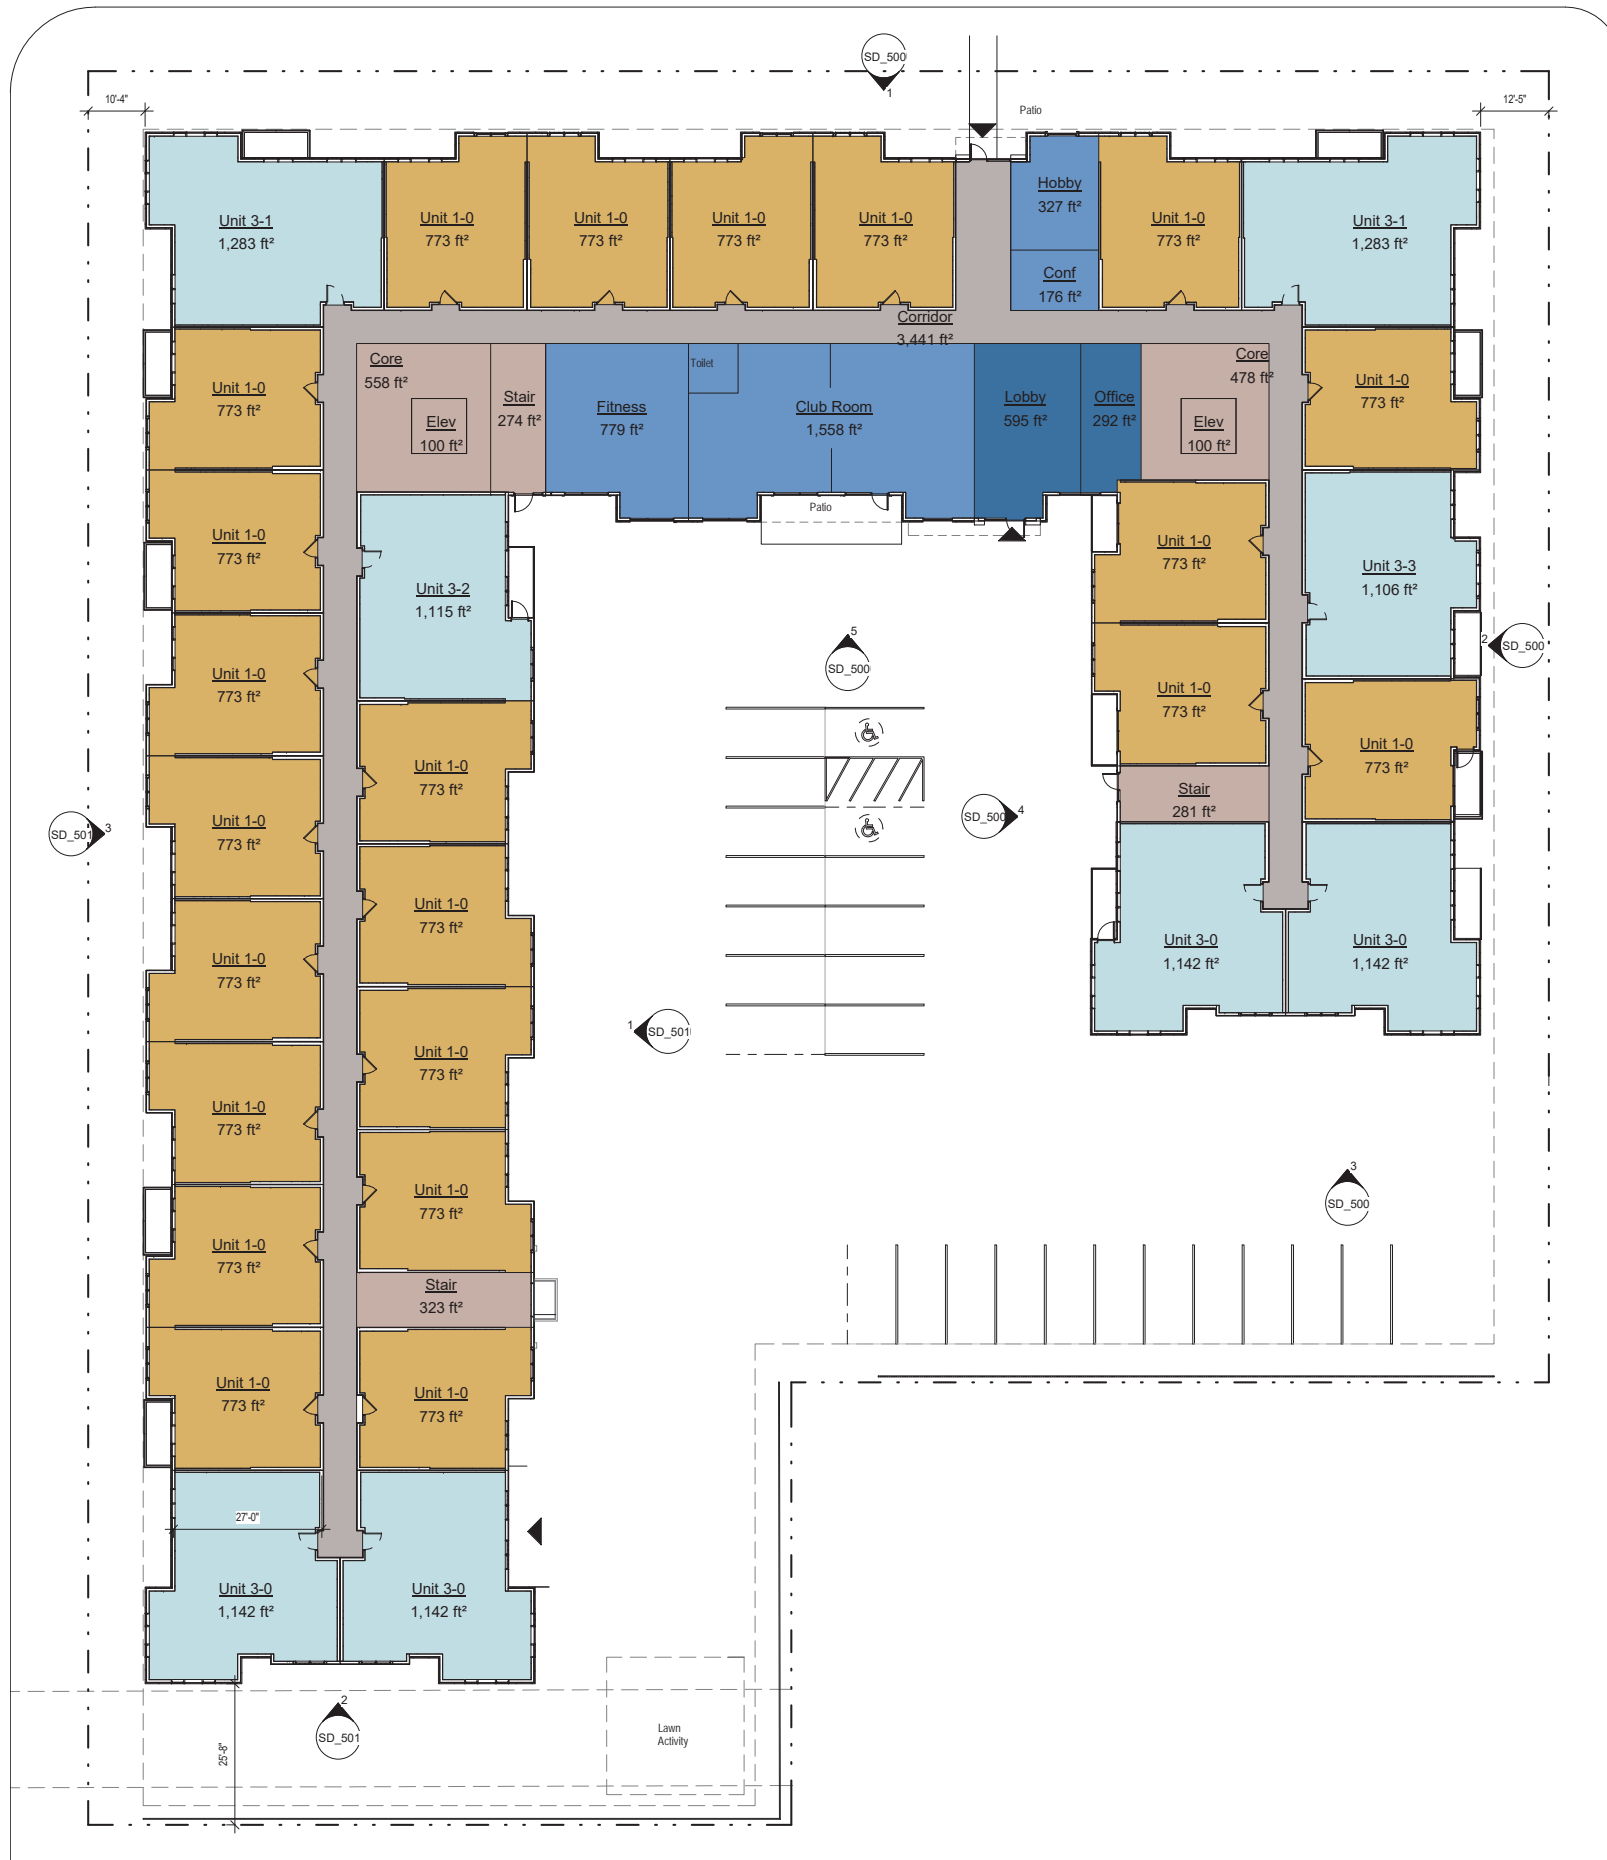 SD_500
1
10'-4"
12'-5"
Patio
Unit 3-1
1,283 ft²
Unit 1-0
773 ft²
Unit 1-0
773 ft²
Unit 1-0
773 ft²
Unit 1-0
773 ft²
Hobby
327 ft²
Conf
176 ft²
Unit 1-0
773 ft²
Unit 3-1
1,283 ft²
Corridor
3,441 ft²
Core
558 ft²
Elev
100 ft²
Stair
274 ft²
Fitness
779 ft²
Toilet
Club Room
1,558 ft²
Lobby
595 ft²
Office
292 ft²
Core
478 ft²
Elev
100 ft²
Patio
Unit 1-0
773 ft²
Unit 1-0
773 ft²
Unit 1-0
773 ft²
Unit 1-0
773 ft²
Unit 3-2
1,115 ft²
Unit 3-3
1,106 ft²
5
SD_500
2
SD_500
Unit 1-0
773 ft²
Unit 1-0
773 ft²
Unit 1-0
773 ft²
Unit 1-0
773 ft²
Stair
281 ft²
SD_500
4
SD_501
3
Unit 1-0
773 ft²
Unit 1-0
773 ft²
Unit 1-0
773 ft²
Unit 3-0
1,142 ft²
Unit 3-0
1,142 ft²
1
SD_501
Unit 1-0
773 ft²
Unit 1-0
773 ft²
Unit 1-0
773 ft²
3
SD_500
Unit 1-0
773 ft²
Stair
323 ft²
Unit 1-0
773 ft²
Unit 1-0
773 ft²
27'-0"
Unit 3-0
1,142 ft²
Unit 3-0
1,142 ft²
2
SD_501
25'-8"
Lawn
Activity